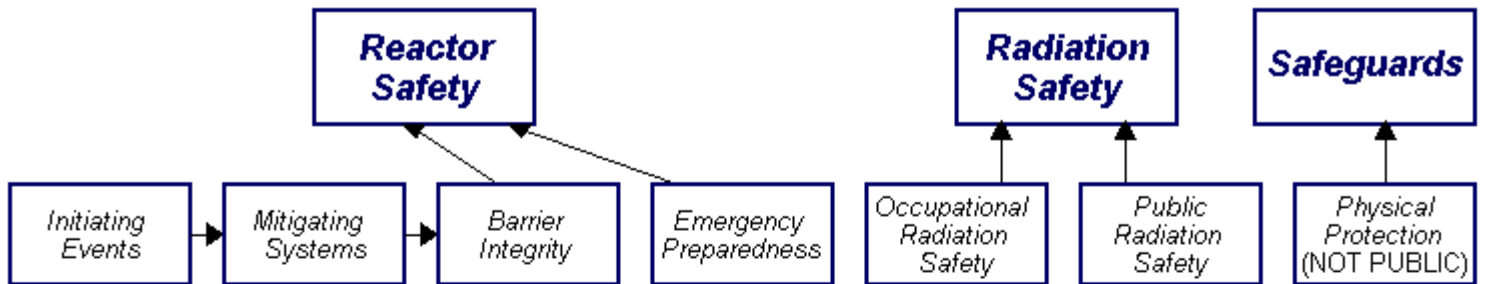 Reactor
Safety
Radiation
Safety
Safeguards
Initiating
Events
Mitigating
Systems
Barrier
Integrity
Emergency
Preparedness
Occupational
Radiation
Safety
Public
Radiation
Safety
Physical
Protection
(NOT PUBLIC)